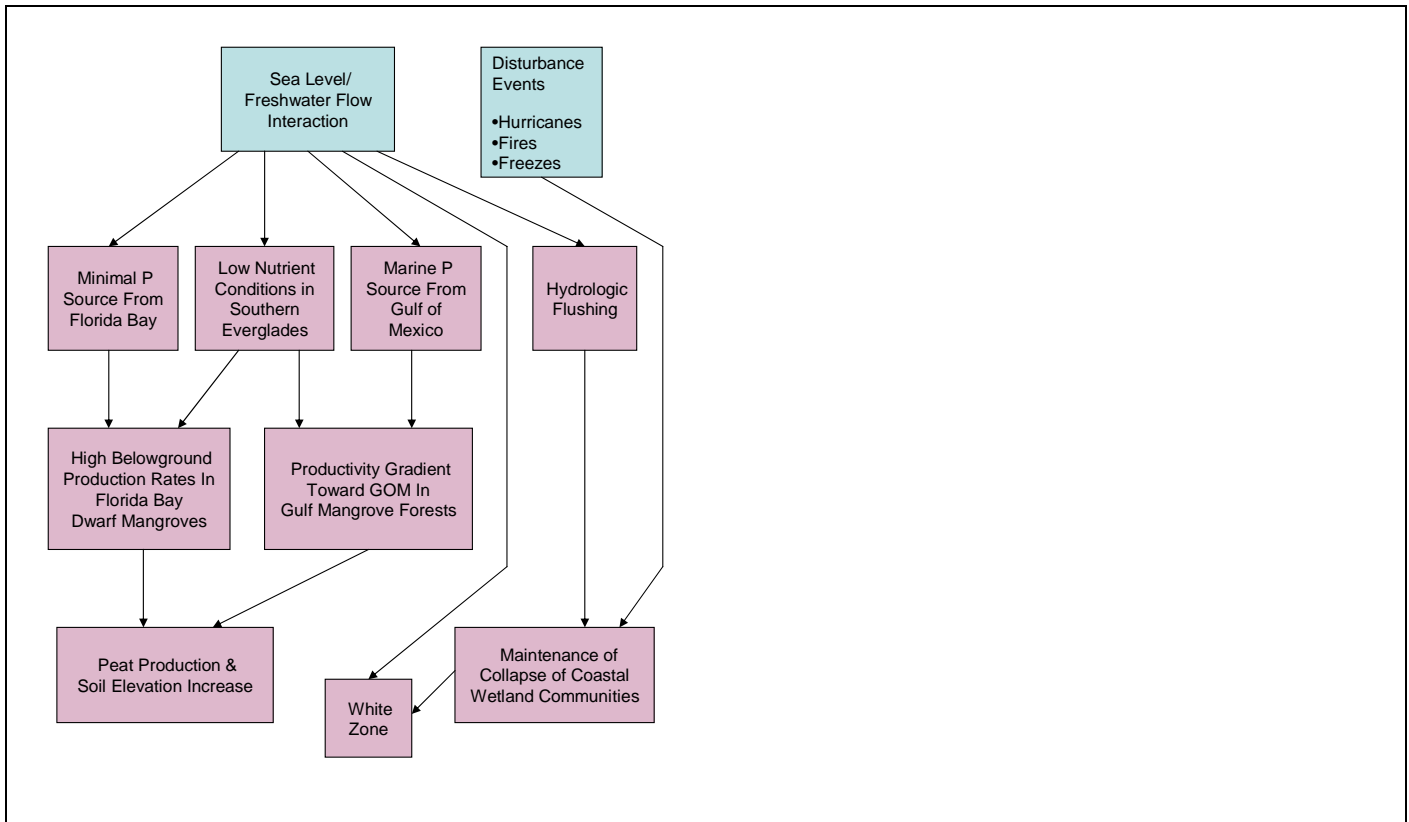 Sea Level/
Freshwater Flow
Interaction
Disturbance
Events
•Hurricanes
•Fires
•Freezes
Minimal P
Source From
Florida Bay
Low Nutrient
Conditions in
Southern
Everglades
Marine P
Source From
Gulf of
Mexico
Hydrologic
Flushing
High Belowground
Production Rates In
Florida Bay
Dwarf Mangroves
Productivity Gradient
Toward GOM In
Gulf Mangrove Forests
Peat Production &
Soil Elevation Increase
White
Zone
Maintenance of
Collapse of Coastal
Wetland Communities